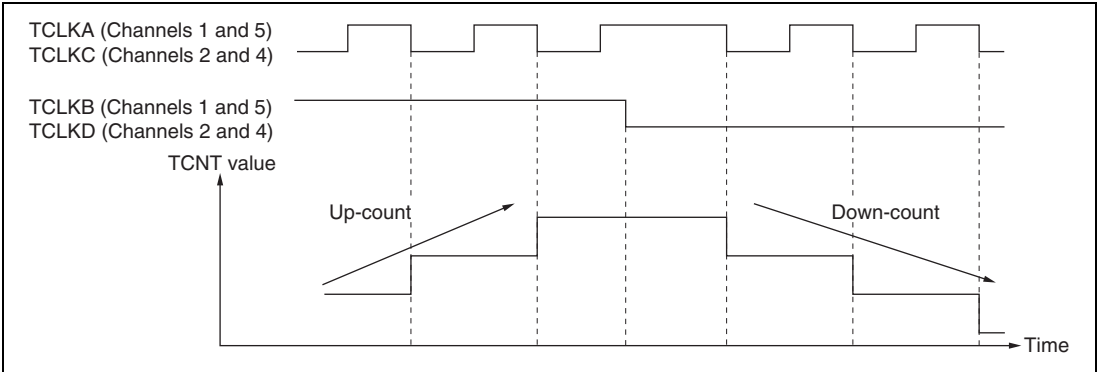 TCLKA (Channels 1 and 5)
TCLKC (Channels 2 and 4)
TCLKB (Channels 1 and 5)
TCLKD (Channels 2 and 4)
TCNT value
Up-count
Down-count
Time